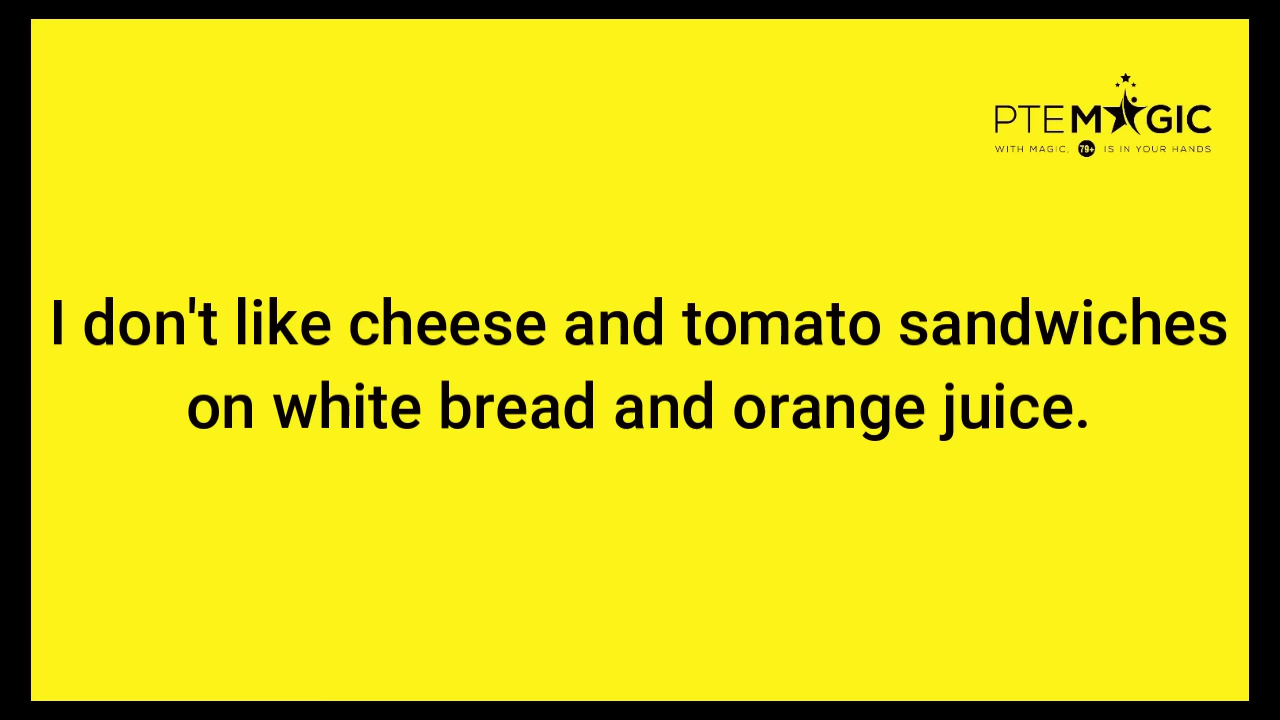 PTEMAGIC
WITH MAGIC, 79+ IS IN YOUR HANDS
I don't like cheese and tomato sandwiches
on white bread and orange juice.